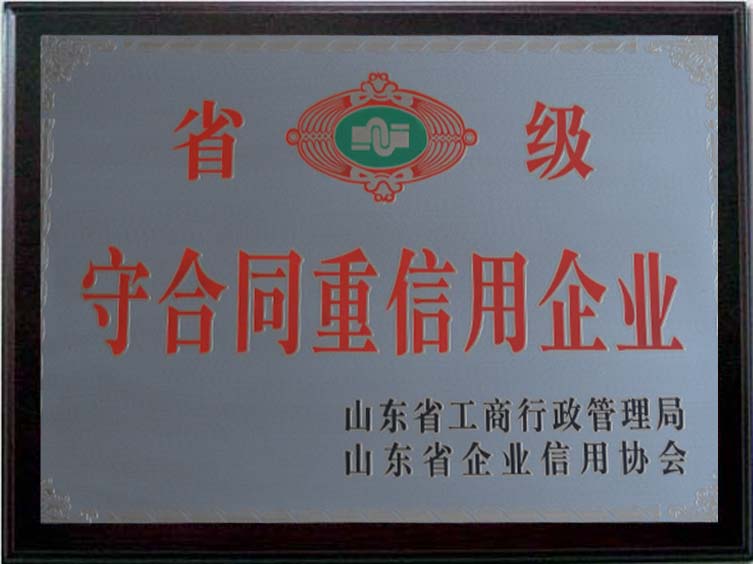 省 级
守合同重信用企业
山东省工商行政管理局
山东省企业信用协会